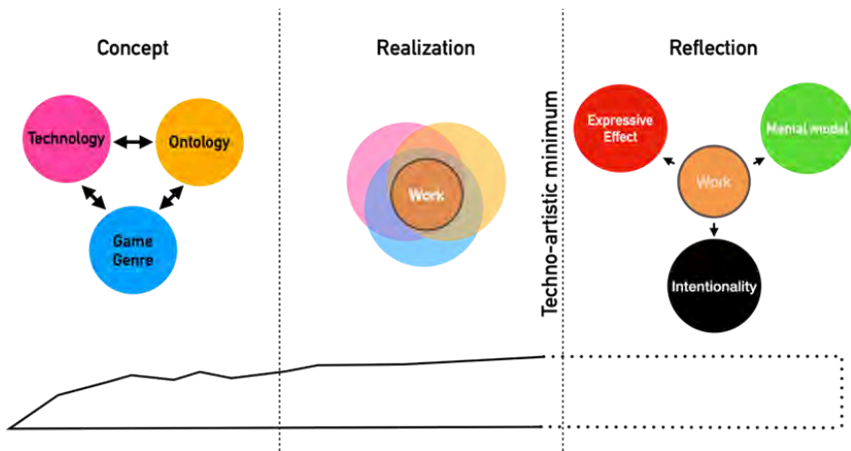 Concept
Realization
Reflection
Technology
Ontology
Game
Genre
Work
Techno-artistic minimum
Expressive
Effect
Mental model
Work
Intentionality